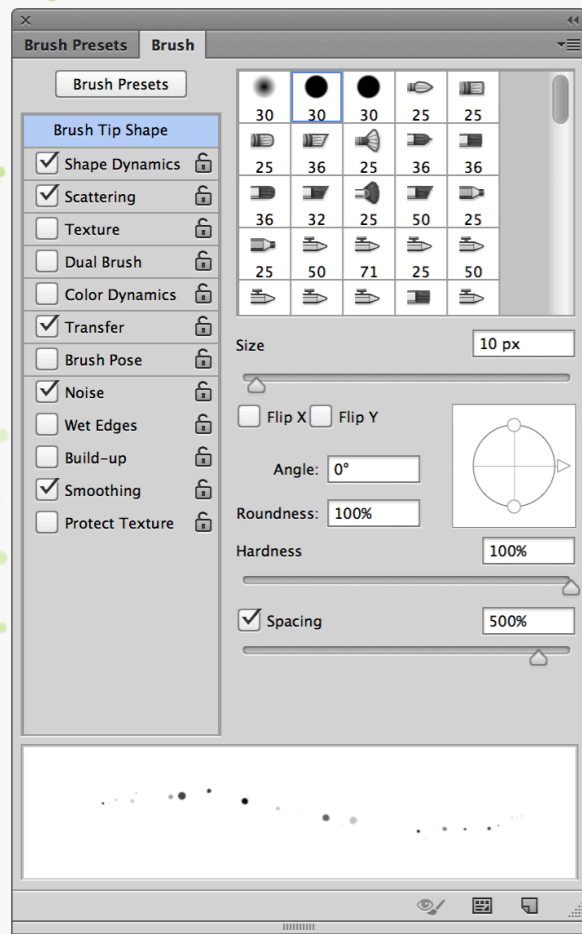 Brush Presets Brush
Brush Presets
Brush Tip Shape
Shape Dynamics
Scattering
Texture
Dual Brush
Color Dynamics
Transfer
Brush Pose
Noise
Wet Edges
Build-up
Smoothing
Protect Texture
30 30 30 25 25
25 36 25 36 36
36 32 25 50 25
25 50 71 25 50
Size 10 px
Flip X Flip Y
Angle: 0°
Roundness: 100%
Hardness 100%
Spacing 500%